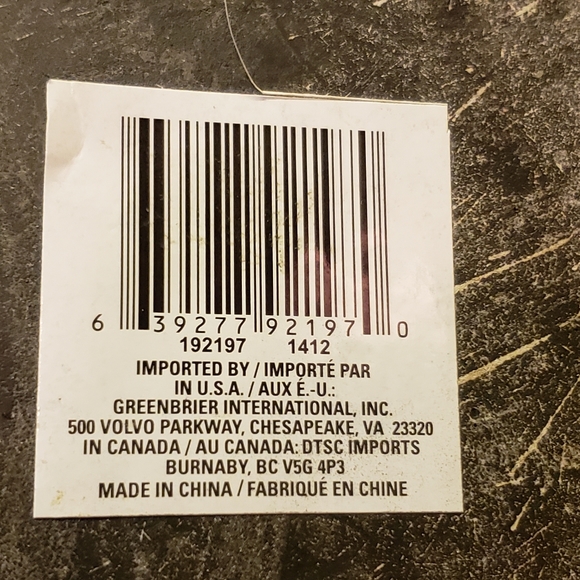 6 39277 92197 0
192197 1412
IMPORTED BY / IMPORTÉ PAR
IN U.S.A. / AUX É.-U.:
GREENBRIER INTERNATIONAL, INC.
500 VOLVO PARKWAY, CHESAPEAKE, VA 23320
IN CANADA / AU CANADA: DTSC IMPORTS
BURNABY, BC V5G 4P3
MADE IN CHINA / FABRIQUÉ EN CHINE